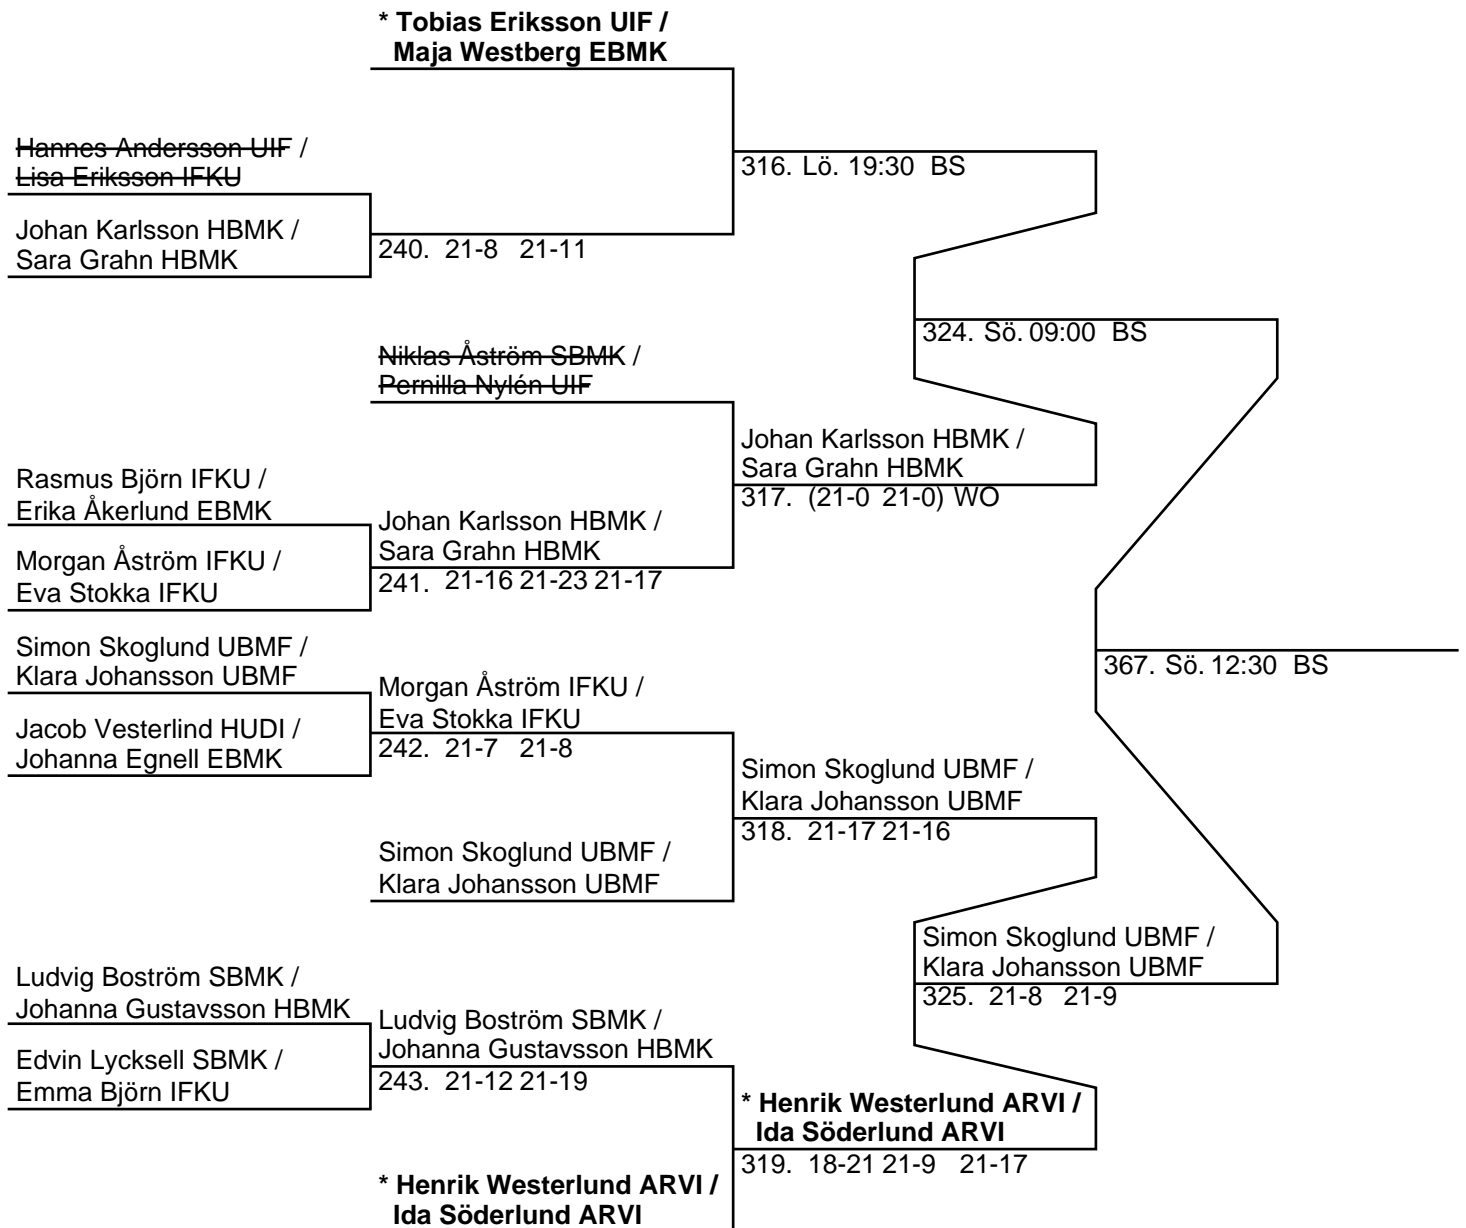 * Tobias Eriksson UIF /
Maja Westberg EBMK
Hannes Andersson UIF /
Lisa Eriksson IFKU
316. Lö. 19:30 BS
Johan Karlsson HBMK /
Sara Grahn HBMK
240. 21-8 21-11
324. Sö. 09:00 BS
Niklas Åström SBMK /
Pernilla Nylén UIF
Johan Karlsson HBMK /
Sara Grahn HBMK
317. (21-0 21-0) WO
Rasmus Björn IFKU /
Erika Åkerlund EBMK
Johan Karlsson HBMK /
Sara Grahn HBMK
241. 21-16 21-23 21-17
Morgan Åström IFKU /
Eva Stokka IFKU
Simon Skoglund UBMF /
Klara Johansson UBMF
367. Sö. 12:30 BS
Morgan Åström IFKU /
Eva Stokka IFKU
242. 21-7 21-8
Jacob Vesterlind HUDI /
Johanna Egnell EBMK
Simon Skoglund UBMF /
Klara Johansson UBMF
318. 21-17 21-16
Simon Skoglund UBMF /
Klara Johansson UBMF
Simon Skoglund UBMF /
Klara Johansson UBMF
325. 21-8 21-9
Ludvig Boström SBMK /
Johanna Gustavsson HBMK
Ludvig Boström SBMK /
Johanna Gustavsson HBMK
243. 21-12 21-19
Edvin Lycksell SBMK /
Emma Björn IFKU
* Henrik Westerlund ARVI /
Ida Söderlund ARVI
319. 18-21 21-9 21-17
* Henrik Westerlund ARVI /
Ida Söderlund ARVI